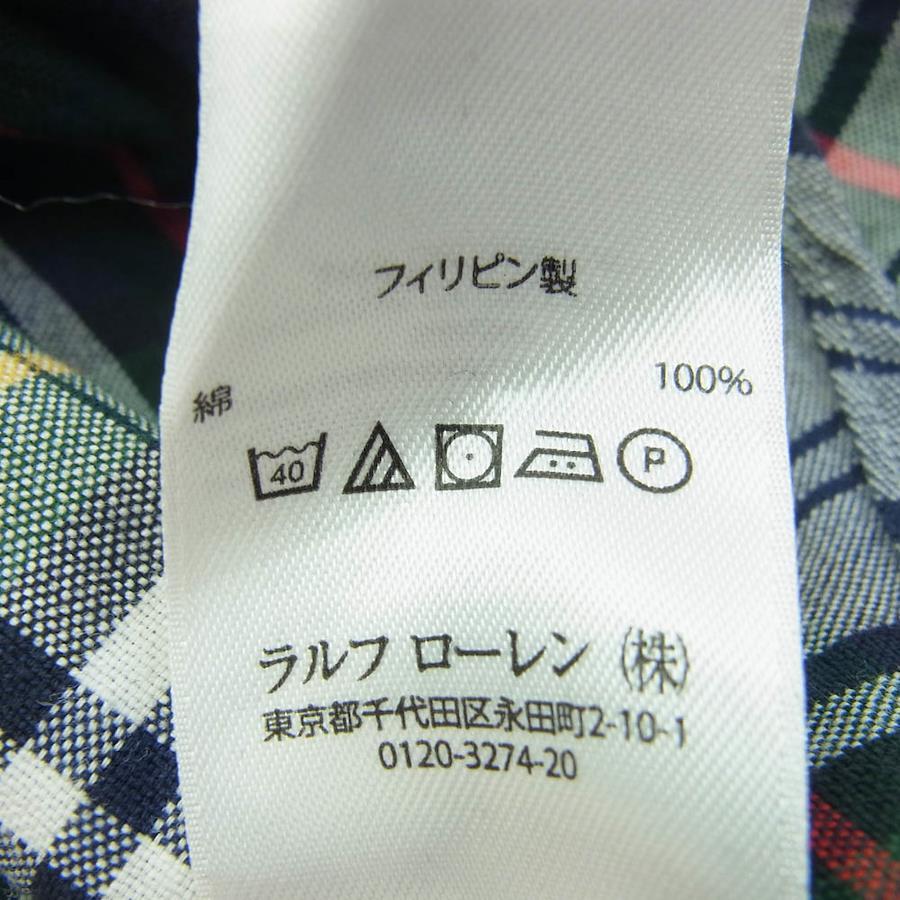 フィリピン製
綿 100%
40 P
ラルフ ローレン (株)
東京都千代田区永田町2-10-1
0120-3274-20